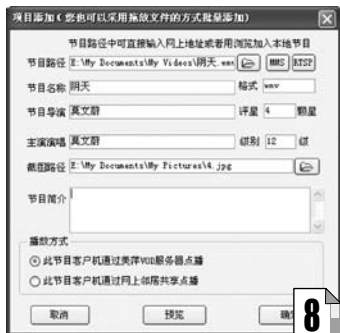 项目添加(您也可以采用拖放文件的方式批量添加)
节目路径中可直接输入网上地址或者用浏览加入本地节目
节目路径 E:\My Documents\My Videos\阴天.wmv MMS RTSP
节目名称 阴天 格式 wmv
节目导演 莫文蔚 评星 4 颗星
主演演唱 莫文蔚 级别 12 级
截图路径 E:\My Documents\My Pictures\4.jpg
节目简介
播放方式
此节目客户机通过美萍VOD服务器点播
此节目客户机通过网上邻居共享点播
取消 预览 确
8